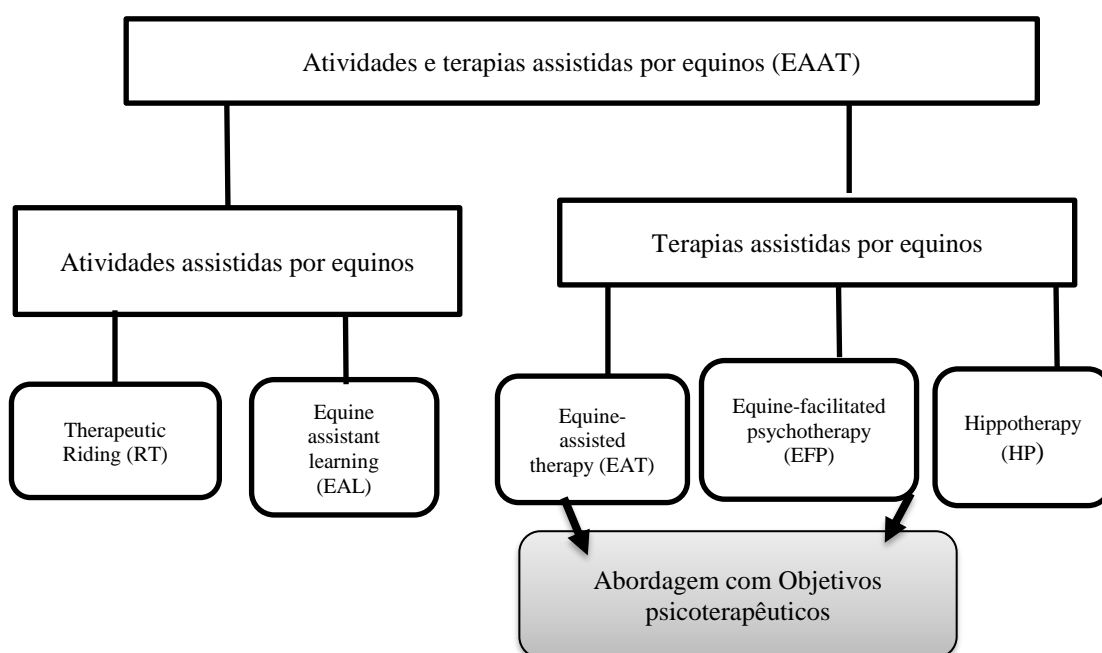 Atividades e terapias assistidas por equinos (EAAT)
Atividades assistidas por equinos
Terapias assistidas por equinos
Therapeutic
Riding (RT)
Equine
assistant
learning
(EAL)
Equine-
assisted
therapy (EAT)
Equine-facilitated
psychotherapy
(EFP)
Hippotherapy
(HP)
Abordagem com Objetivos
psicoterapêuticos